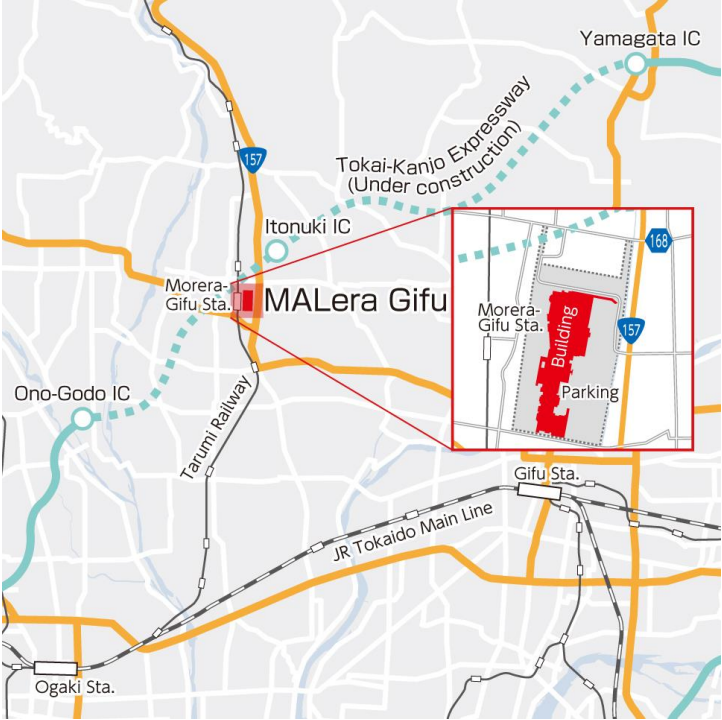 Yamagata IC
Tokai-Kanjo Expressway
(Under construction)
157
Itonuki IC
168
Morera-
Gifu Sta.
MALera Gifu
Morera-
Gifu Sta.
Building
157
Parking
Ono-Godo IC
Tarumi Railway
Gifu Sta.
JR Tokaido Main Line
Ogaki Sta.